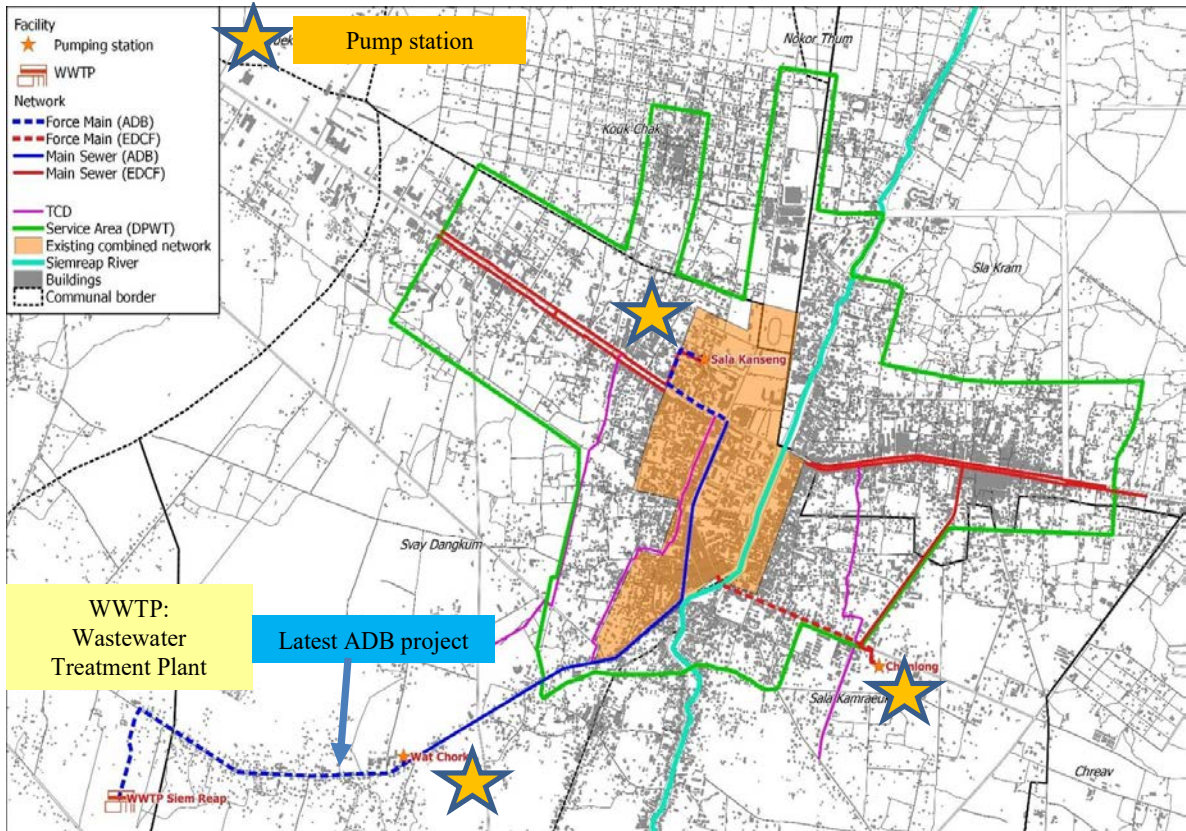 Facility
Pumping station
WWTP
Network
Force Main (ADB)
Force Main (EDCF)
Main Sewer (ADB)
Main Sewer (EDCF)
TCD
Service Area (DPWT)
Existing combined network
Siemreap River
Buildings
Communal border
Pump station
Nokor Thum
Kouk Chak
Sla Kram
Sala Kanseng
Svay Dangkum
WWTP:
Wastewater
Treatment Plant
Latest ADB project
Sala Kamraeuk
Wat Chork
Chreav
WWTP Siem Reap